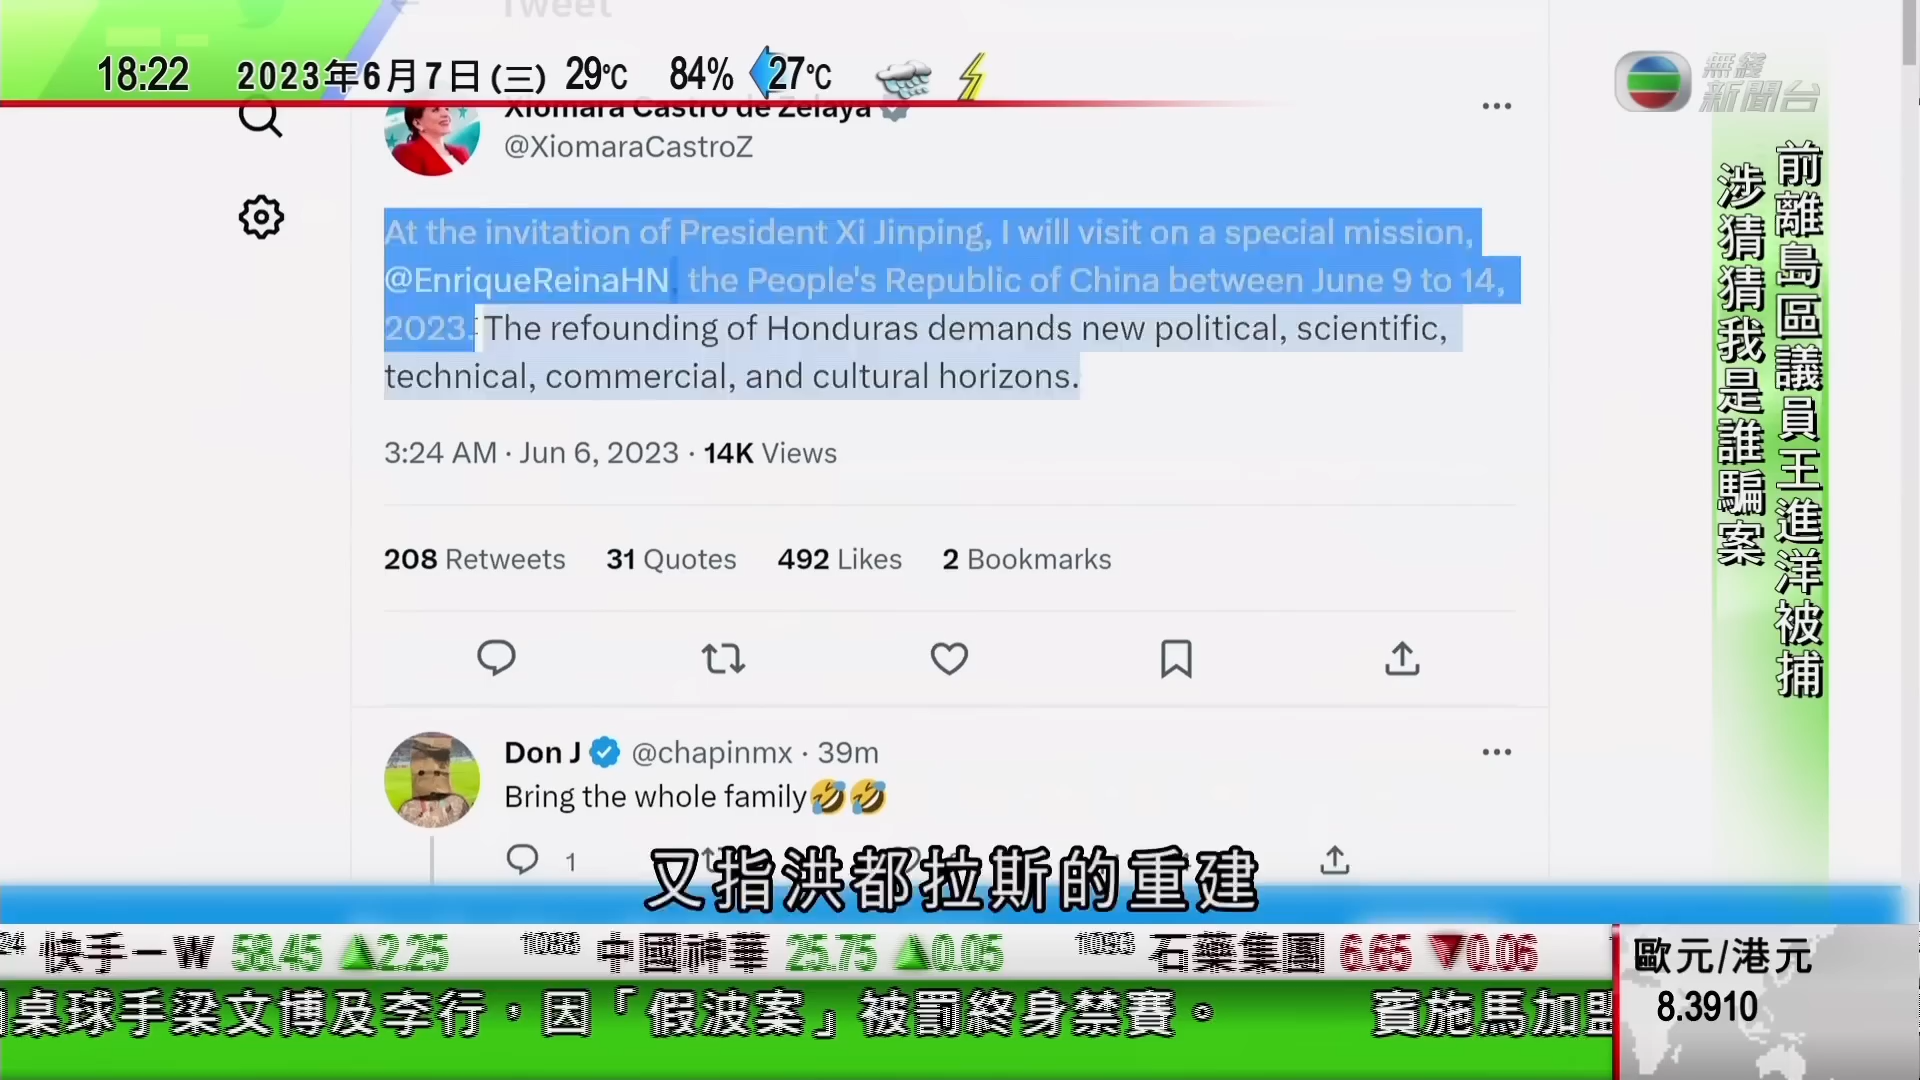 Tweet
18:22 2023年6月7日(三) 29℃ 84% 27℃
無綫
新聞台
Xiomara Castro de Zelaya
@XiomaraCastroZ
At the invitation of President Xi Jinping, I will visit on a special mission,
@EnriqueReinaHN, the People's Republic of China between June 9 to 14,
2023. The refounding of Honduras demands new political, scientific,
technical, commercial, and cultural horizons.
3:24 AM · Jun 6, 2023 · 14K Views
208 Retweets 31 Quotes 492 Likes 2 Bookmarks
Don J @chapinmx · 39m
Bring the whole family🤣🤣
1
前離島區議員王進洋被捕
涉猜猜我是誰騙案
又指洪都拉斯的重建
24 快手－W 58.45 ▲2.25 1088 中國神華 25.75 ▲0.05 1093 石藥集團 6.65 ▼0.06
桌球手梁文博及李行，因「假波案」被罰終身禁賽。 賓施馬加盟
歐元/港元
8.3910